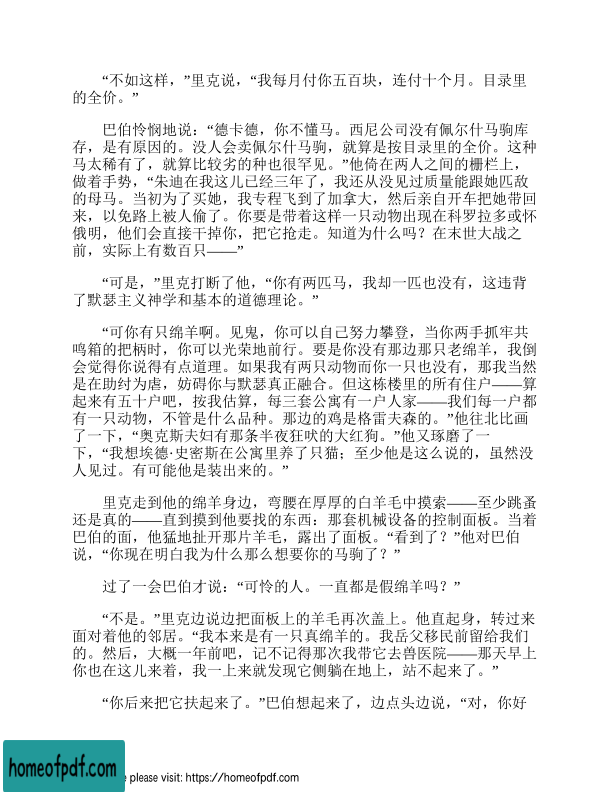 “不如这样，”里克说，“我每月付你五百块，连付十个月。目录里
的全价。”
巴伯怜悯地说：“德卡德，你不懂马。西尼公司没有佩尔什马驹库
存，是有原因的。没人会卖佩尔什马驹，就算是按目录里的全价。这种
马太稀有了，就算比较劣的种也很罕见。”他倚在两人之间的栅栏上，
做着手势，“朱迪在我这儿已经三年了，我还从没见过质量能跟她匹敌
的母马。当初为了买她，我专程飞到了加拿大，然后亲自开车把她带回
来，以免路上被人偷了。你要是带着这样一只动物出现在科罗拉多或怀
俄明，他们会直接干掉你，把它抢走。知道为什么吗？在末世大战之
前，实际上有数百只——”
“可是，”里克打断了他，“你有两匹马，我却一匹也没有，这违背
了默瑟主义神学和基本的道德理论。”
“可你有只绵羊啊。见鬼，你可以自己努力攀登，当你两手抓牢共
鸣箱的把柄时，你可以光荣地前行。要是你没有那边那只老绵羊，我倒
会觉得你说得有点道理。如果我有两只动物而你一只也没有，那我当然
是在助纣为虐，妨碍你与默瑟真正融合。但这栋楼里的所有住户——算
起来有五十户吧，按我估算，每三套公寓有一户人家——我们每一户都
有一只动物，不管是什么品种。那边的鸡是格雷夫森的。”他往北比画
了一下，“奥克斯夫妇有那条半夜狂吠的大红狗。”他又琢磨了一
下，“我想埃德·史密斯在公寓里养了只猫；至少他是这么说的，虽然没
人见过。有可能他是装出来的。”
里克走到他的绵羊身边，弯腰在厚厚的白羊毛中摸索——至少跳蚤
还是真的——直到摸到他要找的东西：那套机械设备的控制面板。当着
巴伯的面，他猛地扯开那片羊毛，露出了面板。“看到了？”他对巴伯
说，“你现在明白我为什么那么想要你的马驹了？”
过了一会巴伯才说：“可怜的人。一直都是假绵羊吗？”
“不是。”里克边说边把面板上的羊毛再次盖上。他直起身，转过来
面对着他的邻居。“我本来是有一只真绵羊的。我岳父移民前留给我们
的。然后，大概一年前吧，记不记得那次我带它去兽医院——那天早上
你也在这儿来着，我一上来就发现它侧躺在地上，站不起来了。”
“你后来把它扶起来了。”巴伯想起来了，边点头边说，“对，你好
homeofpdf.com
e please visit: https://homeofpdf.com